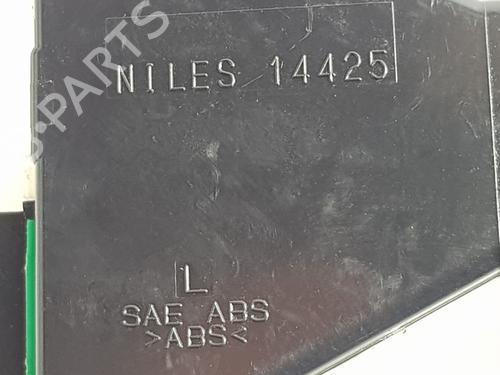 B-PARTS
NILES 14425
L
SAE ABS
>ABS<